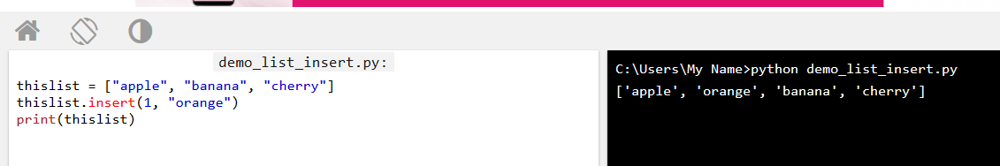 demo_list_insert.py:
thislist = ["apple", "banana", "cherry"]
thislist.insert(1, "orange")
print(thislist)
C:\Users\My Name>python demo_list_insert.py
['apple', 'orange', 'banana', 'cherry']